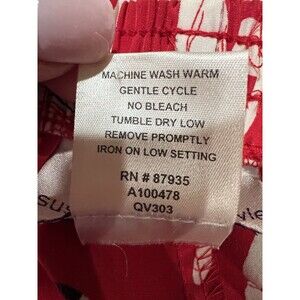 MACHINE WASH WARM
GENTLE CYCLE
NO BLEACH
TUMBLE DRY LOW
REMOVE PROMPTLY
IRON ON LOW SETTING
RN # 87935
A100478
QV303